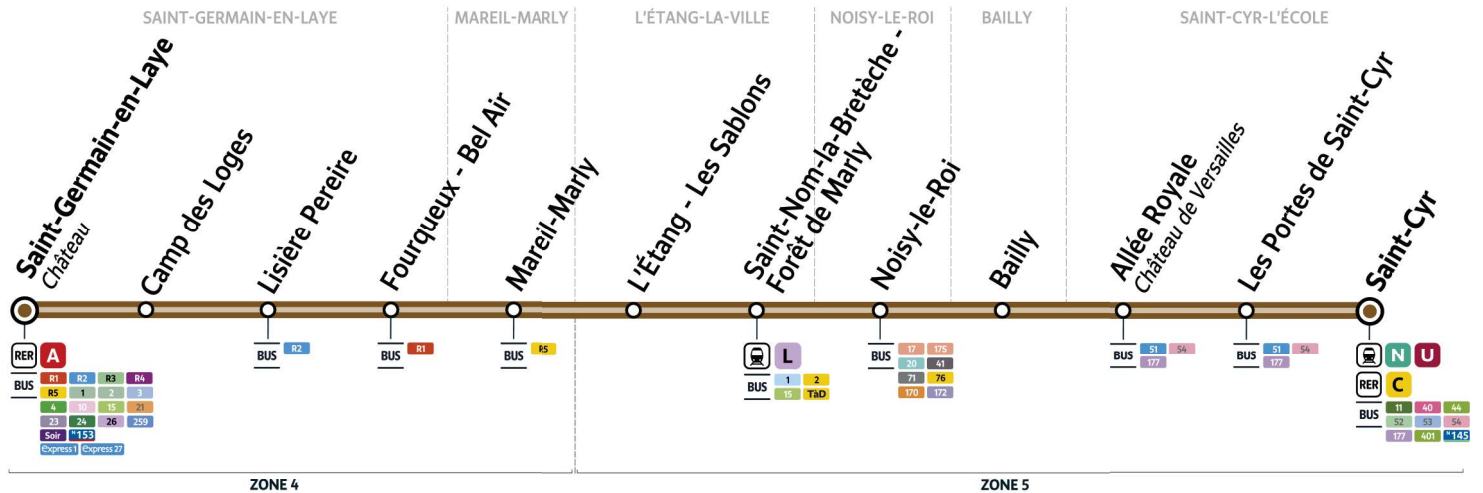 SAINT-GERMAIN-EN-LAYE
MAREIL-MARLY
L'ÉTANG-LA-VILLE
NOISY-LE-ROI
BAILLY
SAINT-CYR-L'ÉCOLE
Saint-Germain-en-Laye
Château
Camp des Loges
Lisière Pereire
Fourqueux - Bel Air
Mareil-Marly
L'Étang - Les Sablons
Saint-Nom-la-Bretèche -
Forêt de Marly
Noisy-le-Roi
Bailly
Allée Royale
Château de Versailles
Les Portes de Saint-Cyr
Saint-Cyr
RER A
BUS R1 R2 R3 R4
R5 1 2 3
4 10 15 21
23 24 26 259
Soir N153
express 1 express 27
BUS R2
BUS R1
BUS R5
L
BUS 1 2
15 TàD
BUS 17 175
20 41
71 76
170 172
BUS 51 54
177
BUS 51 54
177
N U
RER C
BUS 11 40 44
52 53 54
177 401 N145
ZONE 4
ZONE 5